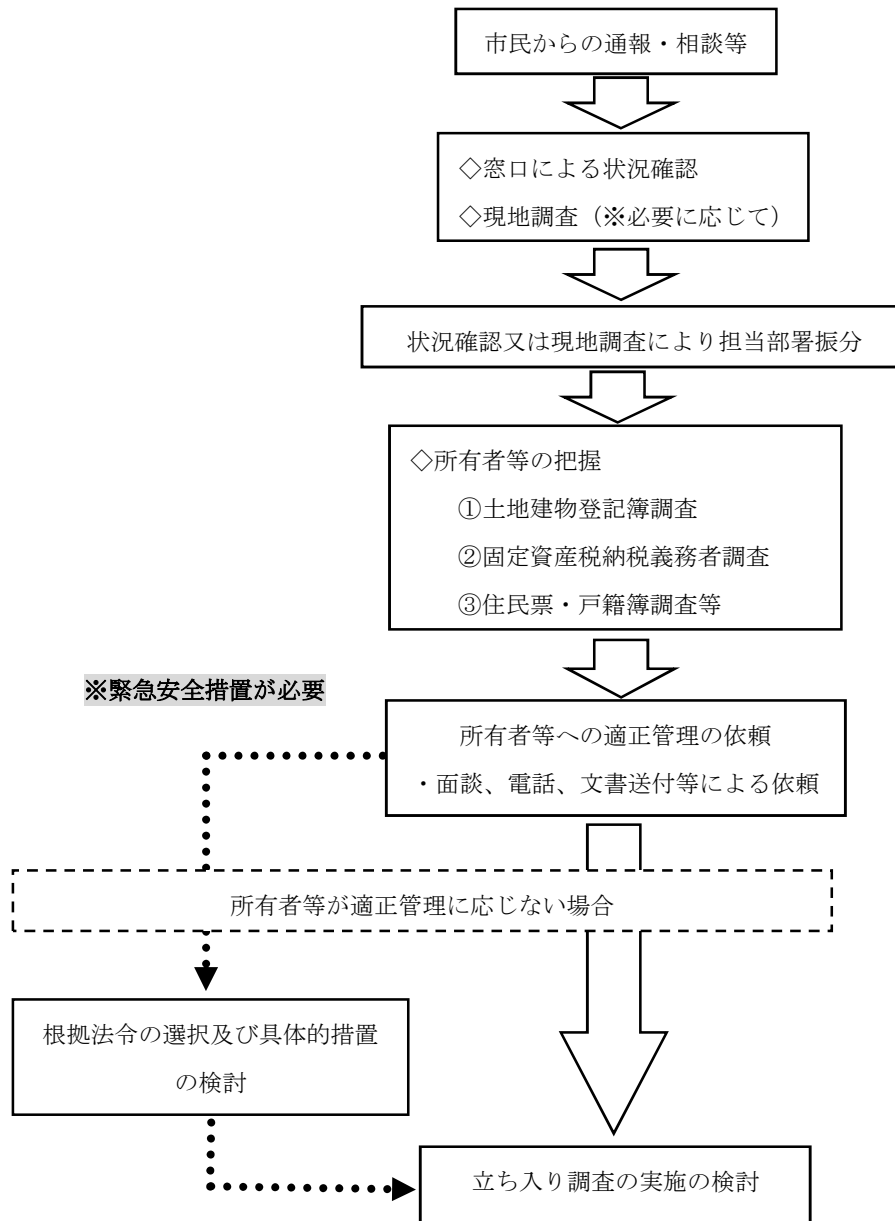 市民からの通報・相談等
◇窓口による状況確認
◇現地調査（※必要に応じて）
状況確認又は現地調査により担当部署振分
◇所有者等の把握
①土地建物登記簿調査
②固定資産税納税義務者調査
③住民票・戸籍簿調査等
※緊急安全措置が必要
所有者等への適正管理の依頼
・面談、電話、文書送付等による依頼
所有者等が適正管理に応じない場合
根拠法令の選択及び具体的措置
の検討
立ち入り調査の実施の検討